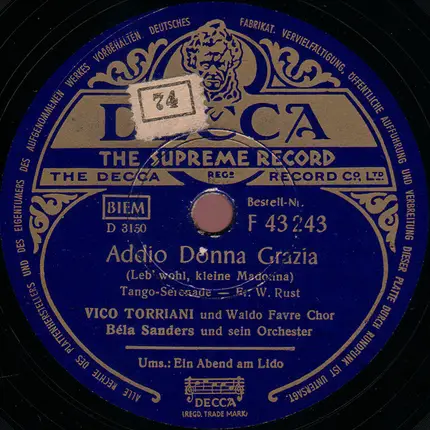 ALLE RECHTE DES PLATTENHERSTELLERS UND DES EIGENTUMERS DES AUFGENOMMENEN WERKES VORBEHALTEN. DEUTSCHES FABRIKAT. VERVIELFÄLTIGUNG, ÖFFENTLICHE AUFFÜHRUNG UND VERBREITUNG DIESER PLATTE DURCH RUNDFUNK IST UNTERSAGT.
74
DECCA
THE SUPREME RECORD
THE DECCA REGD RECORD CO. LTD
BIEM
D 3150
Bestell-Nr.
F 43 243
Addio Donna Grazia
(Leb' wohl, kleine Madonna)
Tango-Serenade — Fr. W. Rust
VICO TORRIANI und Waldo Favre Chor
Béla Sanders und sein Orchester
Ums.: Ein Abend am Lido
DECCA
(REGD. TRADE MARK)